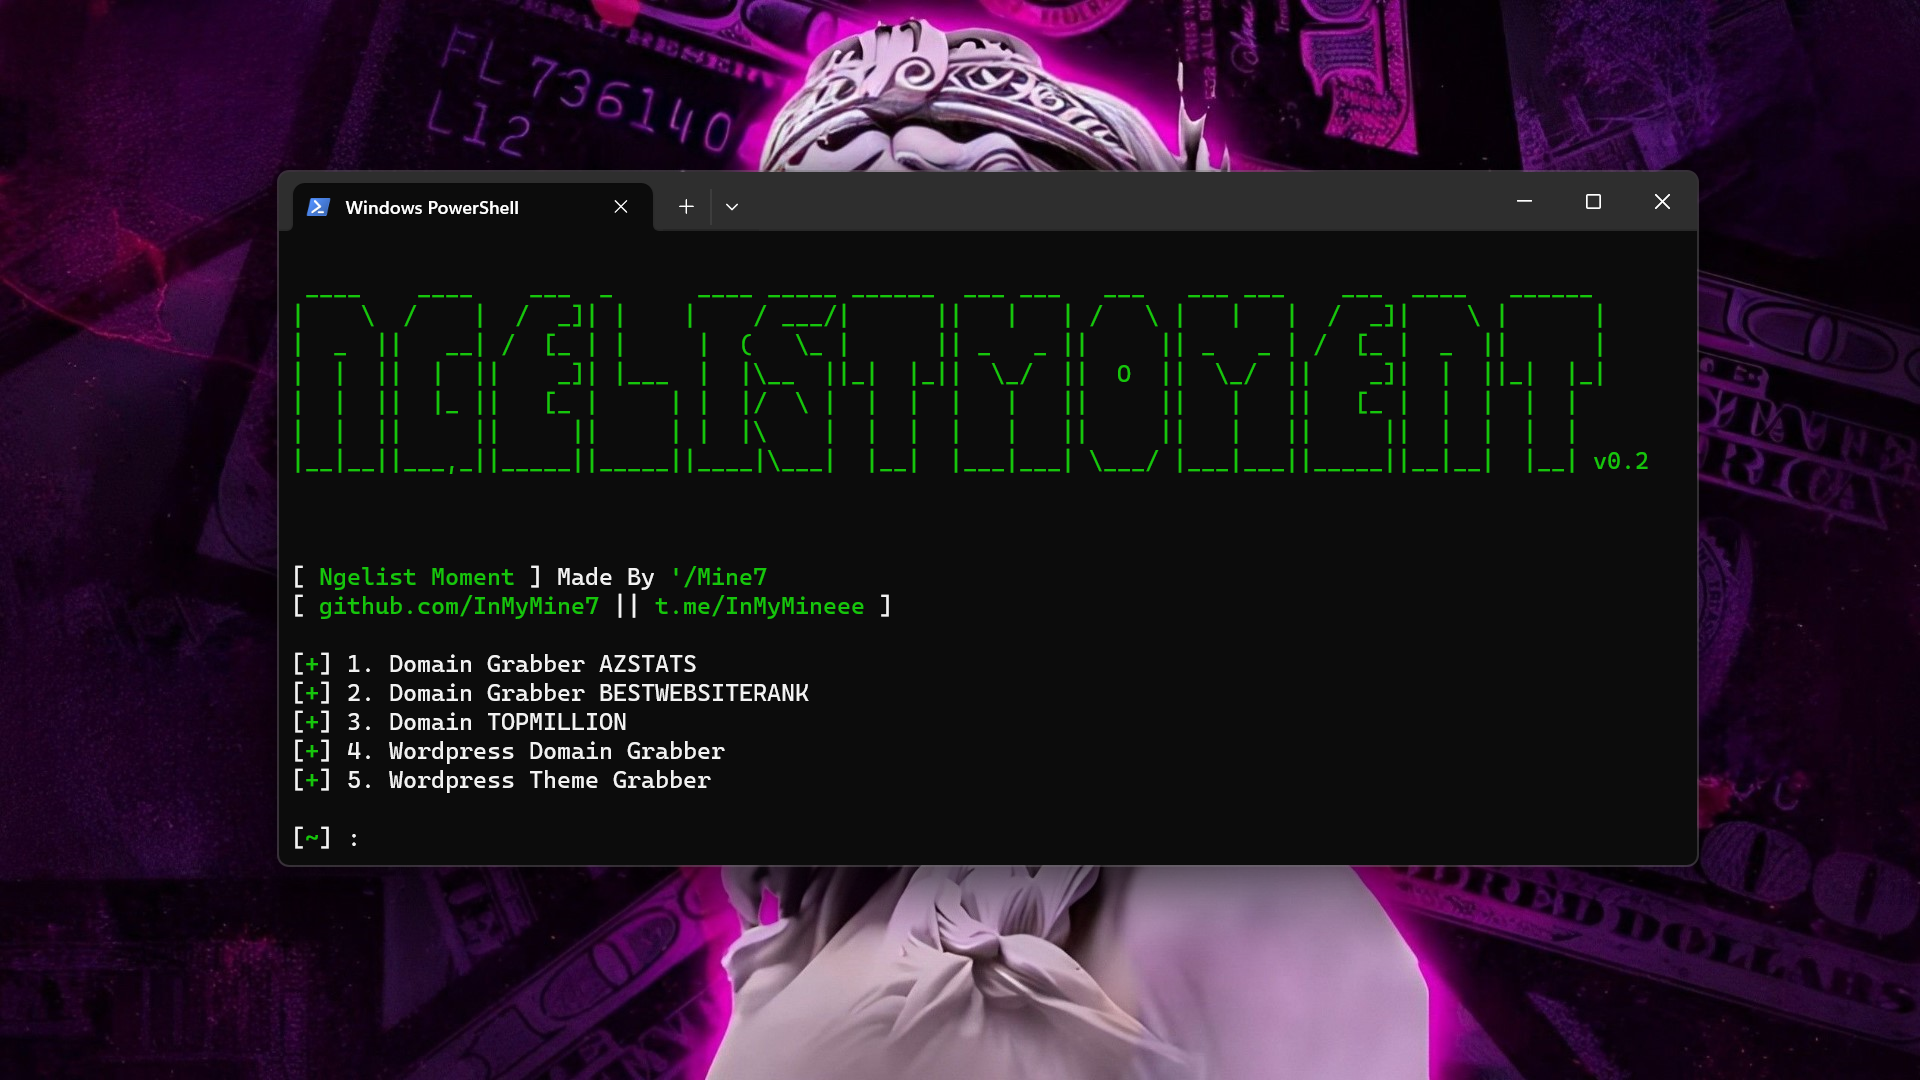 FL 736140
L12
Windows PowerShell
NGELISTMOMENT v0.2
[ Ngelist Moment ] Made By '/Mine7
[ github.com/InMyMine7 || t.me/InMyMineee ]
[+] 1. Domain Grabber AZSTATS
[+] 2. Domain Grabber BESTWEBSITERANK
[+] 3. Domain TOPMILLION
[+] 4. Wordpress Domain Grabber
[+] 5. Wordpress Theme Grabber
[~] :
DOLLARS